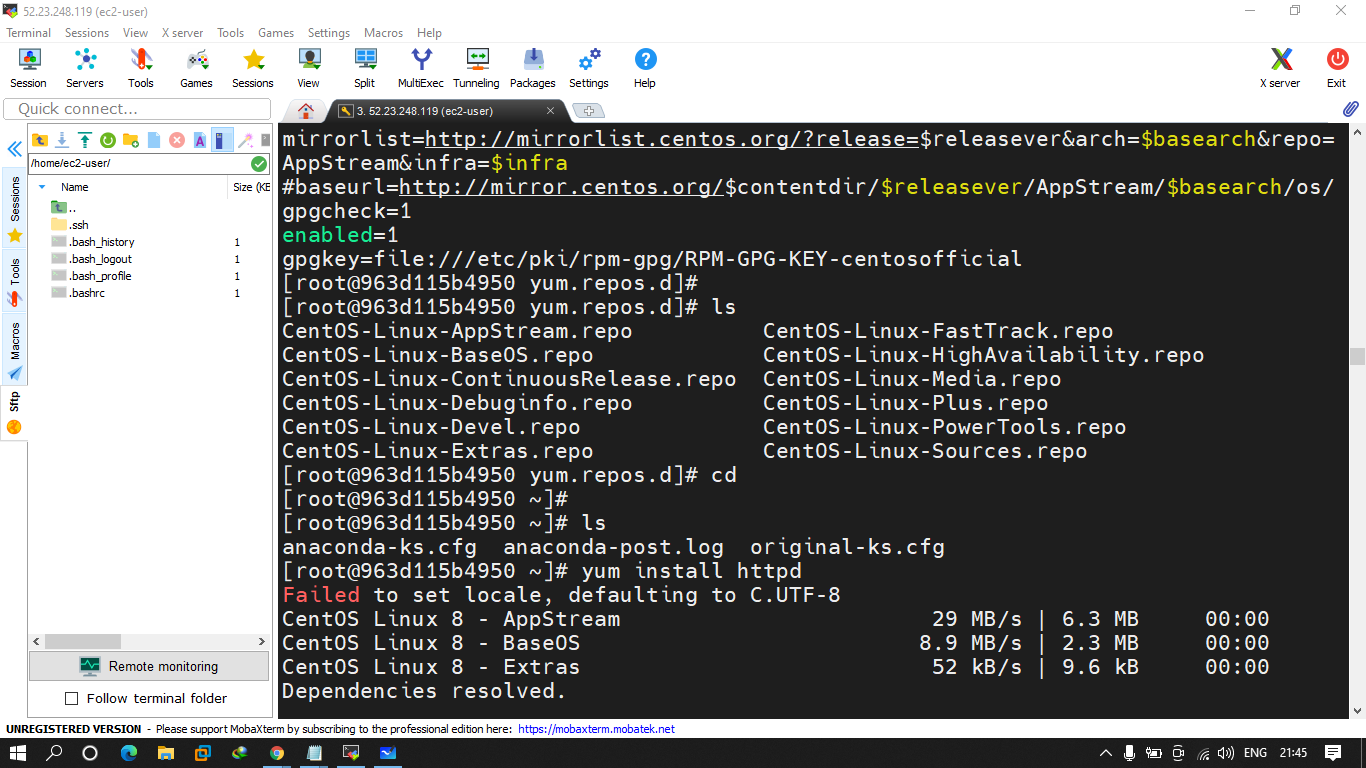 52.23.248.119 (ec2-user)
Terminal Sessions View X server Tools Games Settings Macros Help
Session Servers Tools Games Sessions View Split MultiExec Tunneling Packages Settings Help X server Exit
Quick connect...
3. 52.23.248.119 (ec2-user)
/home/ec2-user/
Name Size (KB
..
.ssh
.bash_history 1
.bash_logout 1
.bash_profile 1
.bashrc 1
Sessions
Tools
Macros
Sftp
Remote monitoring
Follow terminal folder
mirrorlist=http://mirrorlist.centos.org/?release=$releasever&arch=$basearch&repo=
AppStream&infra=$infra
#baseurl=http://mirror.centos.org/$contentdir/$releasever/AppStream/$basearch/os/
gpgcheck=1
enabled=1
gpgkey=file:///etc/pki/rpm-gpg/RPM-GPG-KEY-centosofficial
[root@963d115b4950 yum.repos.d]#
[root@963d115b4950 yum.repos.d]# ls
CentOS-Linux-AppStream.repo CentOS-Linux-FastTrack.repo
CentOS-Linux-BaseOS.repo CentOS-Linux-HighAvailability.repo
CentOS-Linux-ContinuousRelease.repo CentOS-Linux-Media.repo
CentOS-Linux-Debuginfo.repo CentOS-Linux-Plus.repo
CentOS-Linux-Devel.repo CentOS-Linux-PowerTools.repo
CentOS-Linux-Extras.repo CentOS-Linux-Sources.repo
[root@963d115b4950 yum.repos.d]# cd
[root@963d115b4950 ~]#
[root@963d115b4950 ~]# ls
anaconda-ks.cfg anaconda-post.log original-ks.cfg
[root@963d115b4950 ~]# yum install httpd
Failed to set locale, defaulting to C.UTF-8
CentOS Linux 8 - AppStream 29 MB/s | 6.3 MB 00:00
CentOS Linux 8 - BaseOS 8.9 MB/s | 2.3 MB 00:00
CentOS Linux 8 - Extras 52 kB/s | 9.6 kB 00:00
Dependencies resolved.
UNREGISTERED VERSION - Please support MobaXterm by subscribing to the professional edition here: https://mobaxterm.mobatek.net
ENG 21:45